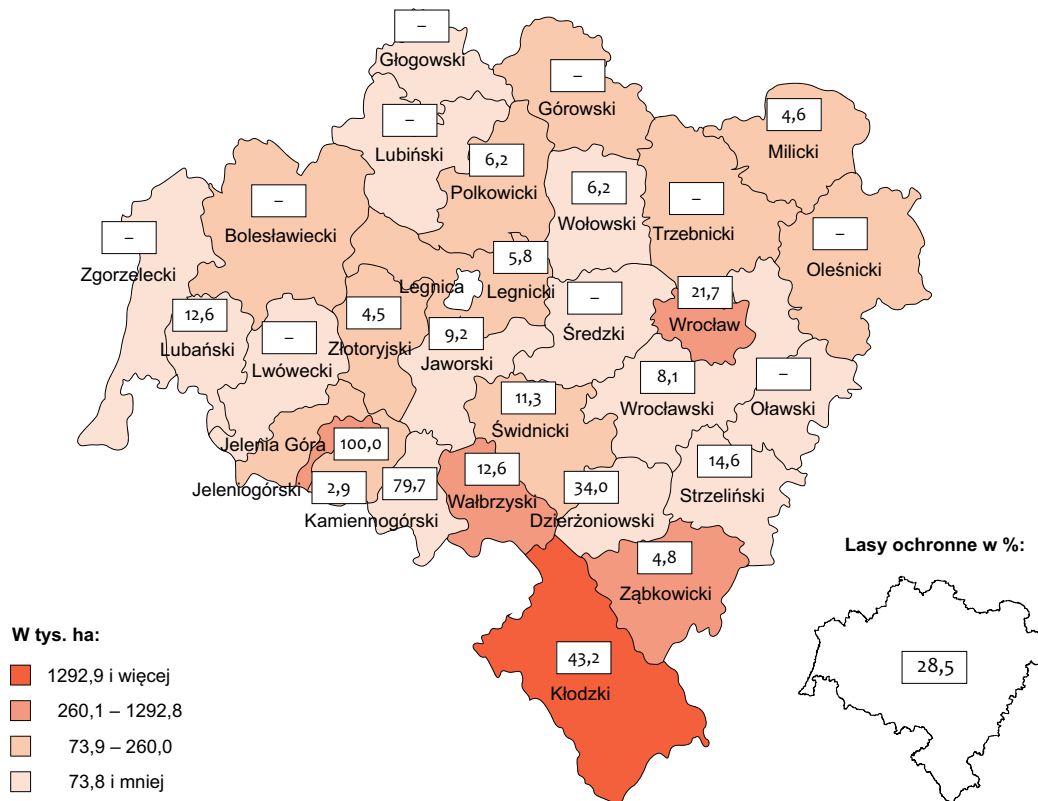 –
Głogowski
–
Górowski
4,6
Milicki
–
Lubiński
6,2
Polkowicki
6,2
Wołowski
–
Trzebnicki
–
Bolesławiecki
–
Zgorzelecki
–
Oleśnicki
5,8
Legnicki
Legnica
–
Średzki
21,7
Wrocław
12,6
Lubański
–
Lwówecki
4,5
Złotoryjski
9,2
Jaworski
8,1
Wrocławski
–
Oławski
11,3
Świdnicki
Jelenia Góra
100,0
Jeleniogórski
2,9
79,7
Kamiennogórski
12,6
Wałbrzyski
34,0
Dzierżoniowski
14,6
Strzeliński
4,8
Ząbkowicki
43,2
Kłodzki
Lasy ochronne w %:
28,5
W tys. ha:
1292,9 i więcej
260,1 – 1292,8
73,9 – 260,0
73,8 i mniej